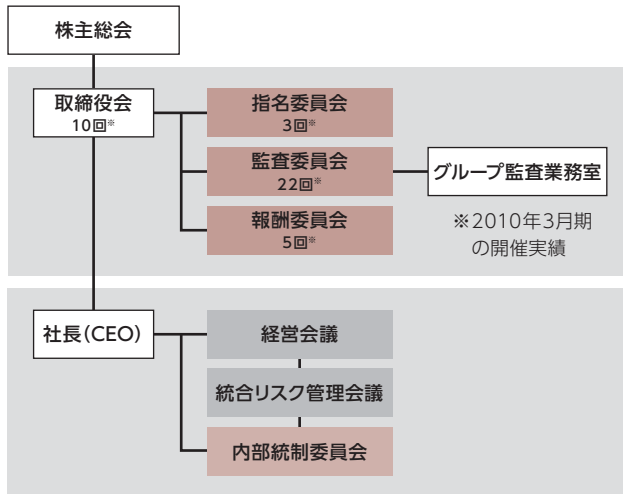 株主総会
取締役会
10回※
指名委員会
3回※
監査委員会
22回※
グループ監査業務室
報酬委員会
5回※
※2010年3月期
の開催実績
社長(CEO)
経営会議
統合リスク管理会議
内部統制委員会